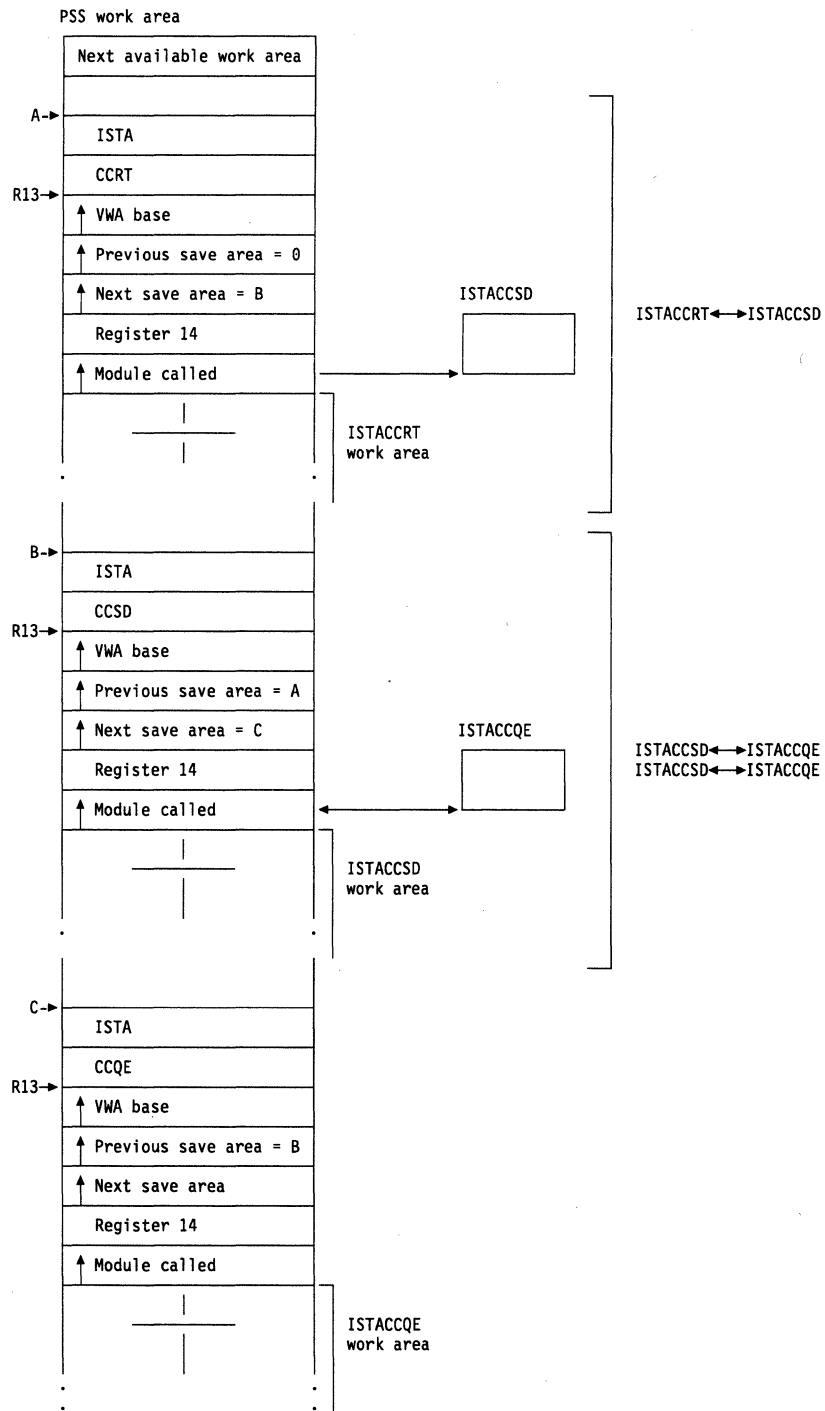 PSS work area
Next available work area
A
ISTA
CCRT
R13
VWA base
Previous save area = 0
Next save area = B
ISTACCSD
ISTACCRT ISTACCSD
Register 14
Module called
ISTACCRT
work area
B
ISTA
CCSD
R13
VWA base
Previous save area = A
Next save area = C
ISTACCQE
ISTACCSD ISTACCQE
ISTACCSD ISTACCQE
Register 14
Module called
ISTACCSD
work area
C
ISTA
CCQE
R13
VWA base
Previous save area = B
Next save area
Register 14
Module called
ISTACCQE
work area